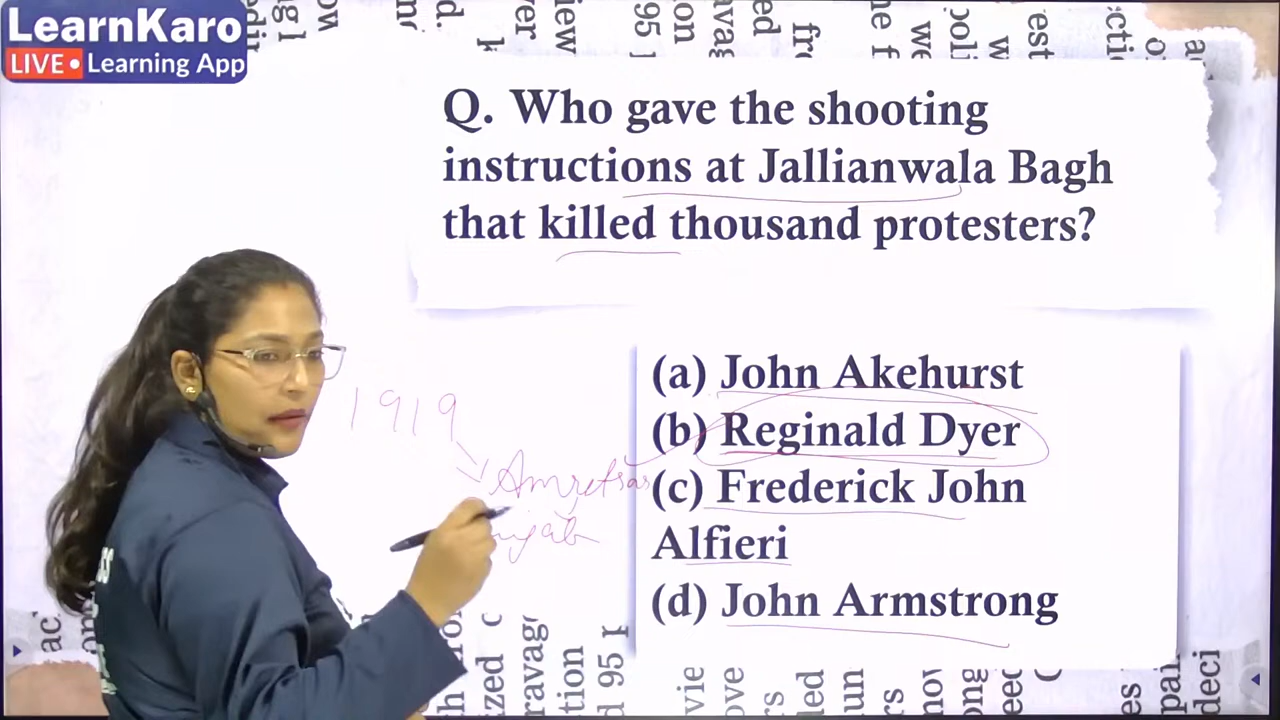 LearnKaro
LIVE • Learning App
Q. Who gave the shooting
instructions at Jallianwala Bagh
that killed thousand protesters?
1919
Amretsar
(a) John Akehurst
(b) Reginald Dyer
(c) Frederick John
Alfieri
(d) John Armstrong